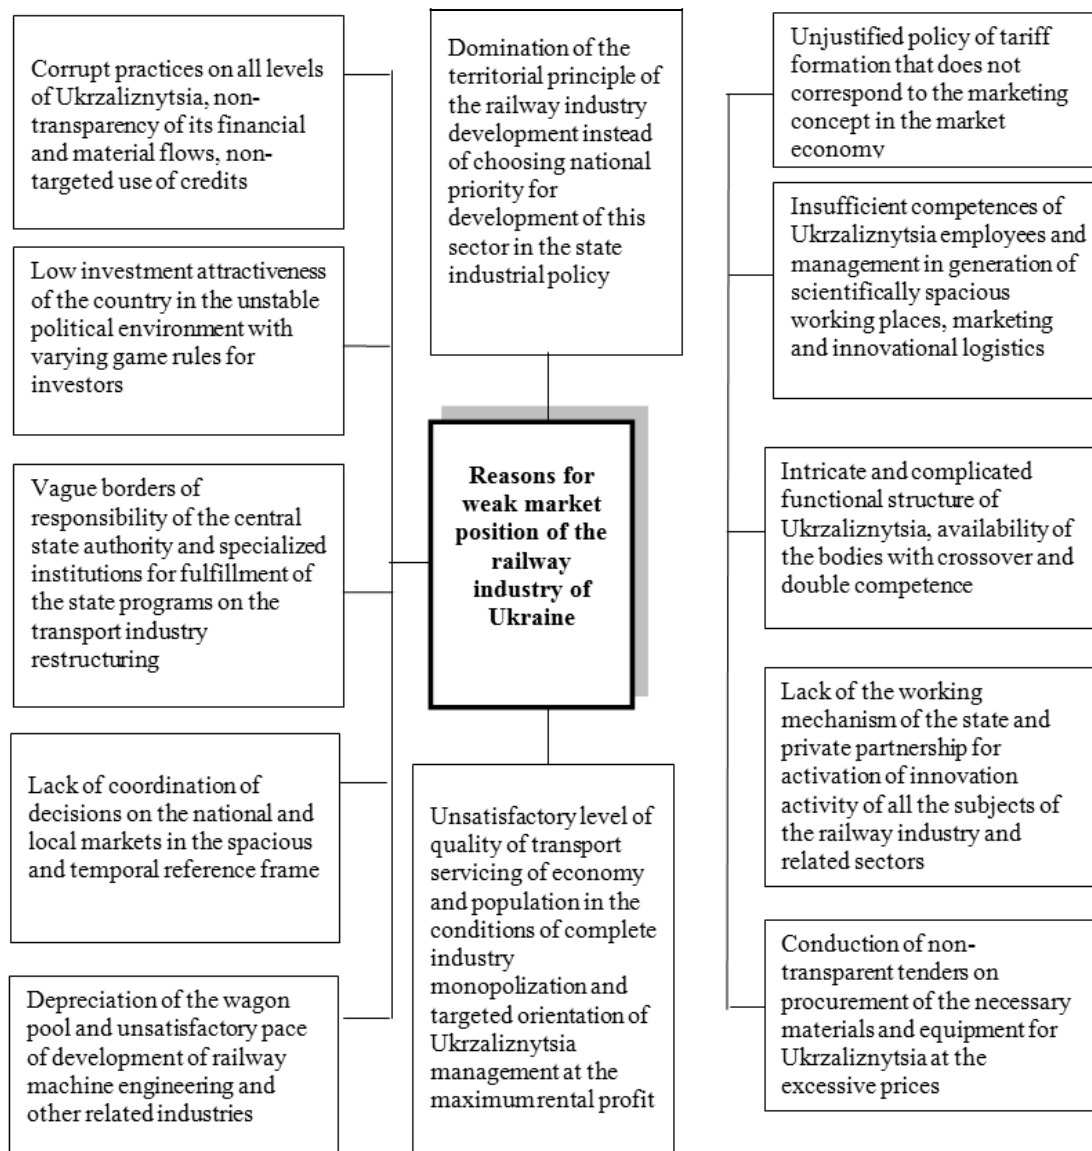 Corrupt practices on all levels
of Ukrzaliznytsia, non-
transparency of its financial
and material flows, non-
targeted use of credits
Low investment attractiveness
of the country in the unstable
political environment with
varying game rules for
investors
Vague borders of
responsibility of the central
state authority and specialized
institutions for fulfillment of
the state programs on the
transport industry
restructuring
Lack of coordination of
decisions on the national and
local markets in the spacious
and temporal reference frame
Depreciation of the wagon
pool and unsatisfactory pace
of development of railway
machine engineering and
other related industries
Domination of the
territorial principle of
the railway industry
development instead
of choosing national
priority for
development of this
sector in the state
industrial policy
Reasons for
weak market
position of the
railway
industry of
Ukraine
Unsatisfactory level of
quality of transport
servicing of economy
and population in the
conditions of complete
industry
monopolization and
targeted orientation of
Ukrzaliznytsia
management at the
maximum rental profit
Unjustified policy of tariff
formation that does not
correspond to the marketing
concept in the market
economy
Insufficient competences of
Ukrzaliznytsia employees and
management in generation of
scientifically spacious
working places, marketing
and innovational logistics
Intricate and complicated
functional structure of
Ukrzaliznytsia, availability of
the bodies with crossover and
double competence
Lack of the working
mechanism of the state and
private partnership for
activation of innovation
activity of all the subjects of
the railway industry and
related sectors
Conduction of non-
transparent tenders on
procurement of the necessary
materials and equipment for
Ukrzaliznytsia at the
excessive prices